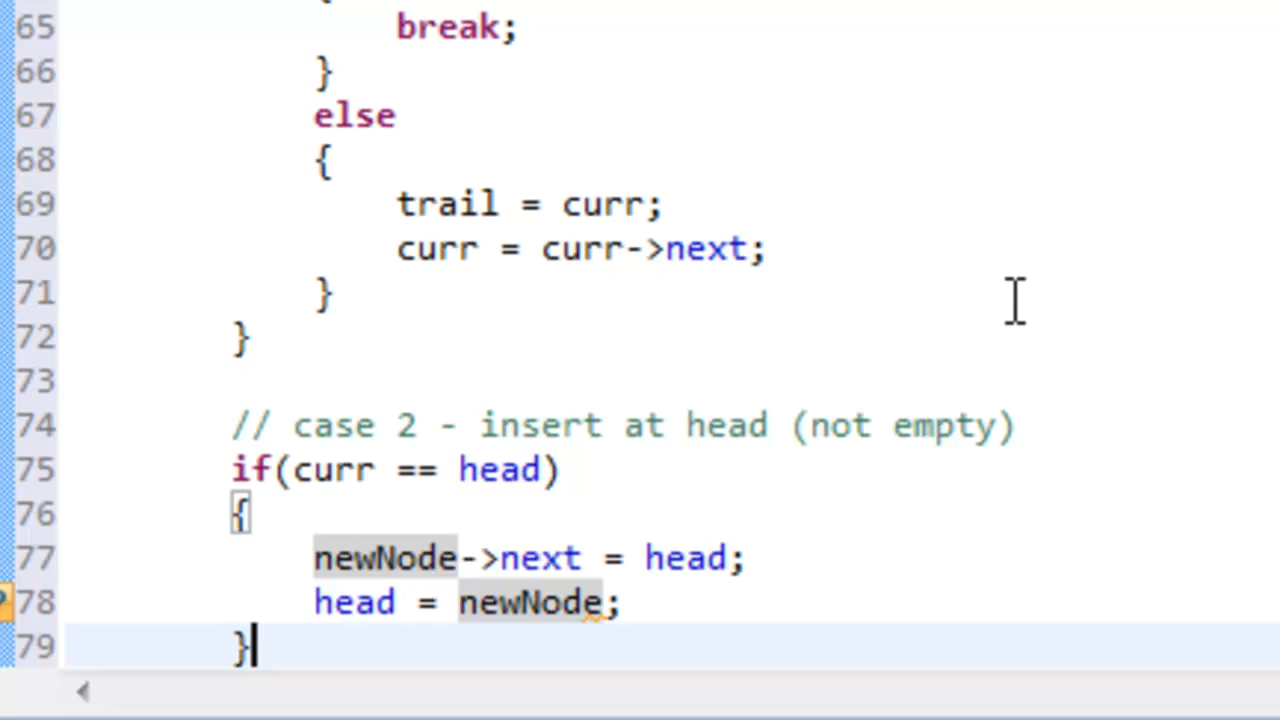 65 break;
66 }
67 else
68 {
69 trail = curr;
70 curr = curr->next;
71 }
72 }
73
74 // case 2 - insert at head (not empty)
75 if(curr == head)
76 {
77 newNode->next = head;
78 head = newNode;
79 }